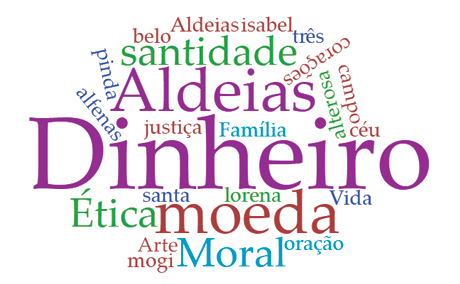 Aldeias isabel
belo
três
santidade
corações
pinda
Aldeias
alterosa
campo
alfenas
justiça
Família
céu
Dinheiro
santa
lorena
Vida
Ética
moeda
Arte
Moral
oração
mogi